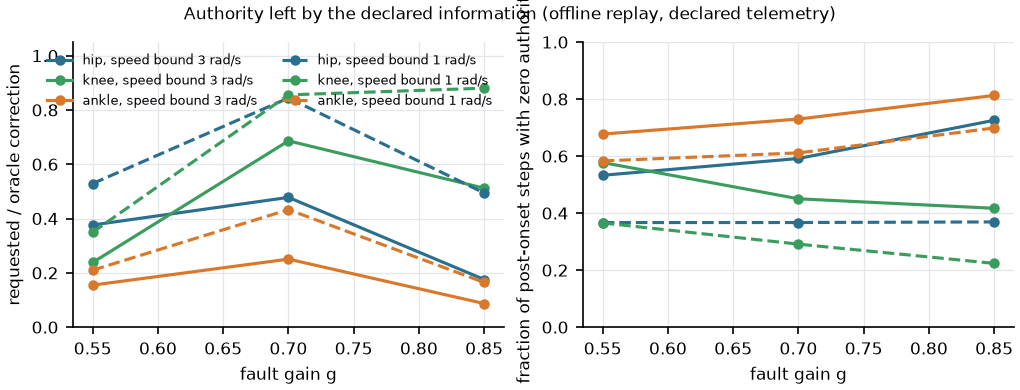 Authority left by the declared information (offline replay, declared telemetry)
requested / oracle correction
1.0
0.8
0.6
0.4
0.2
0.0
hip, speed bound 3 rad/s
knee, speed bound 3 rad/s
ankle, speed bound 3 rad/s
hip, speed bound 1 rad/s
knee, speed bound 1 rad/s
ankle, speed bound 1 rad/s
0.55 0.60 0.65 0.70 0.75 0.80 0.85
fault gain g
fraction of post-onset steps with zero
1.0
0.8
0.6
0.4
0.2
0.0
0.55 0.60 0.65 0.70 0.75 0.80 0.85
fault gain g